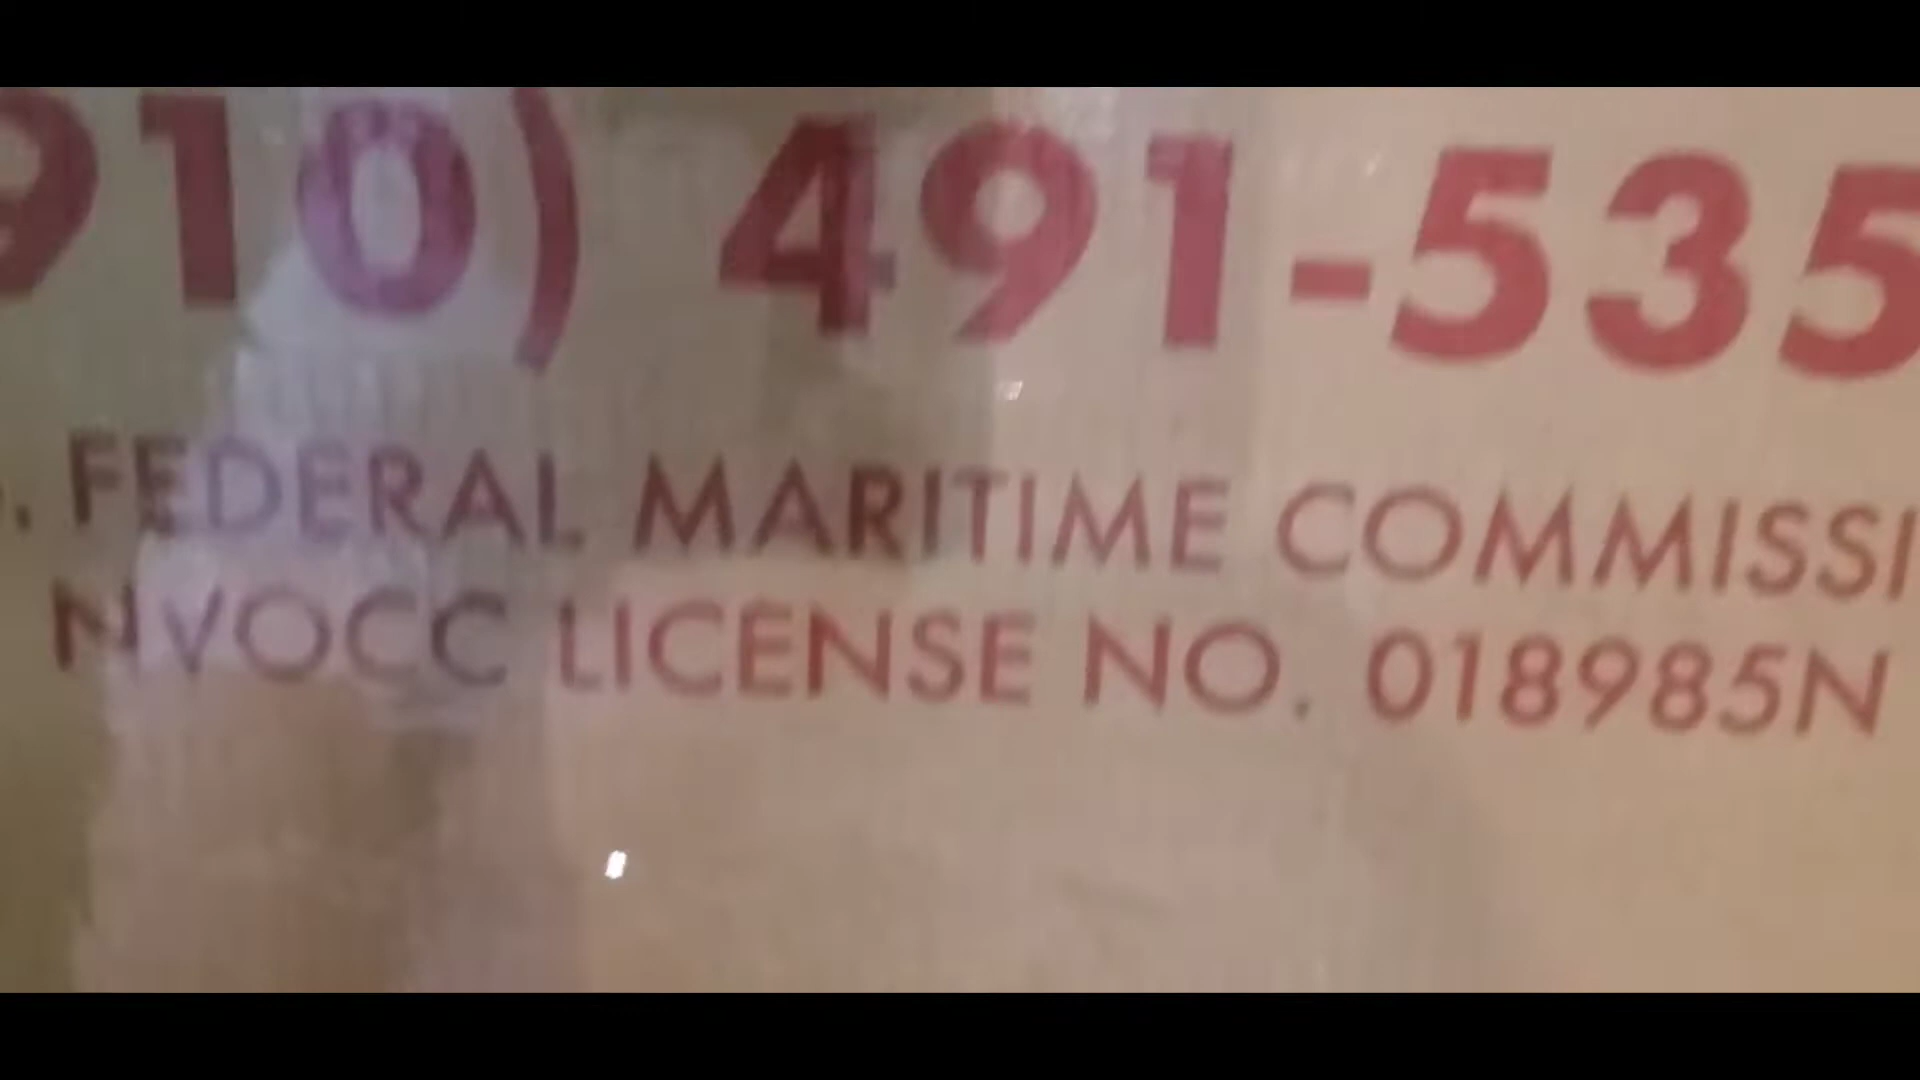 910) 491-535
. FEDERAL MARITIME COMMISSI
NVOCC LICENSE NO. 018985N